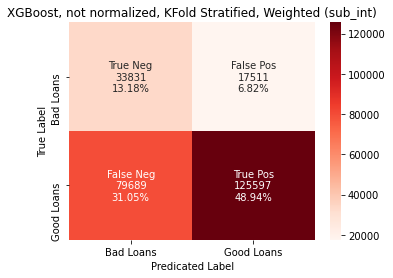 XGBoost, not normalized, KFold Stratified, Weighted (sub_int)
True Neg
33831
13.18%
False Pos
17511
6.82%
False Neg
79689
31.05%
True Pos
125597
48.94%
True Label
Bad Loans
Good Loans
Bad Loans
Good Loans
Predicated Label
120000
100000
80000
60000
40000
20000